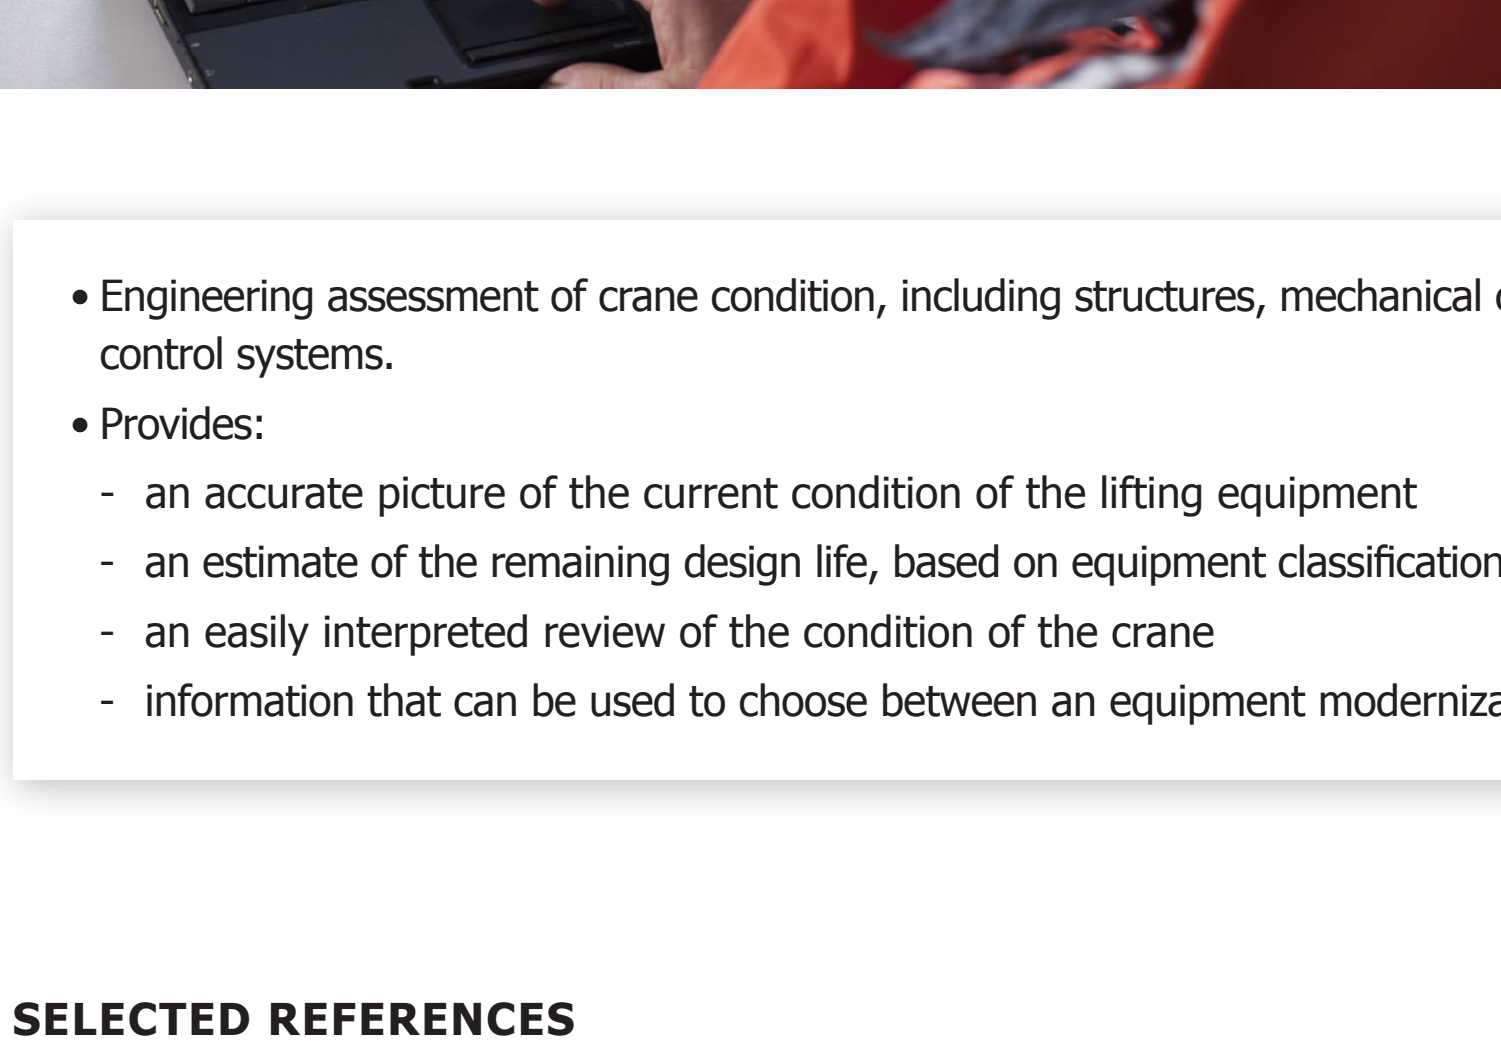 • Engineering assessment of crane condition, including structures, mechanical
control systems.
• Provides:
- an accurate picture of the current condition of the lifting equipment
- an estimate of the remaining design life, based on equipment classification
- an easily interpreted review of the condition of the crane
- information that can be used to choose between an equipment
SELECTED REFERENCES